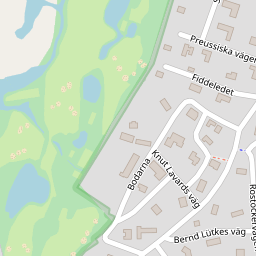 Preussiska vägen
Fiddeledet
Knut Lavards väg
Bodarna
Rostockervägen
Bernd Lütkes väg